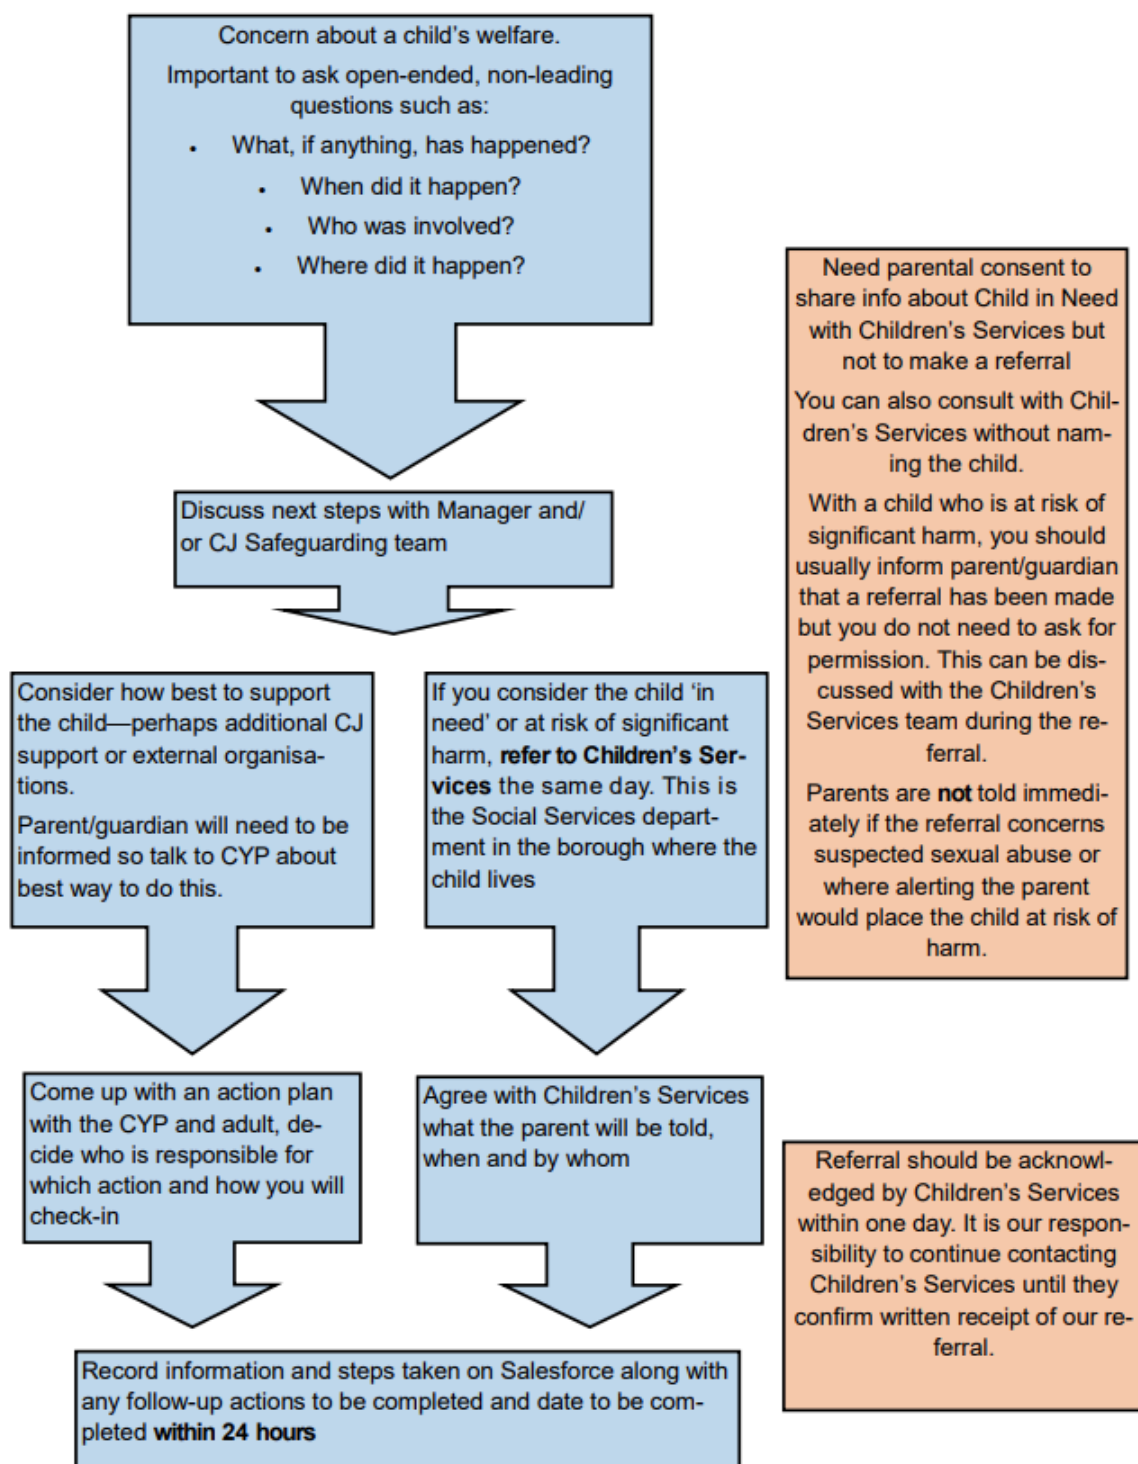 Concern about a child’s welfare.
Important to ask open-ended, non-leading
questions such as:
• What, if anything, has happened?
• When did it happen?
• Who was involved?
• Where did it happen?
Discuss next steps with Manager and/
or CJ Safeguarding team
Consider how best to support
the child—perhaps additional CJ
support or external organisa-
tions.
Parent/guardian will need to be
informed so talk to CYP about
best way to do this.
If you consider the child ‘in
need’ or at risk of significant
harm, refer to Children’s Ser-
vices the same day. This is
the Social Services depart-
ment in the borough where the
child lives
Need parental consent to
share info about Child in Need
with Children’s Services but
not to make a referral
You can also consult with Chil-
dren’s Services without nam-
ing the child.
With a child who is at risk of
significant harm, you should
usually inform parent/guardian
that a referral has been made
but you do not need to ask for
permission. This can be dis-
cussed with the Children’s
Services team during the re-
ferral.
Parents are not told immedi-
ately if the referral concerns
suspected sexual abuse or
where alerting the parent
would place the child at risk of
harm.
Come up with an action plan
with the CYP and adult, de-
cide who is responsible for
which action and how you will
check-in
Agree with Children’s Services
what the parent will be told,
when and by whom
Referral should be acknowl-
edged by Children’s Services
within one day. It is our respon-
sibility to continue contacting
Children’s Services until they
confirm written receipt of our re-
ferral.
Record information and steps taken on Salesforce along with
any follow-up actions to be completed and date to be com-
pleted within 24 hours